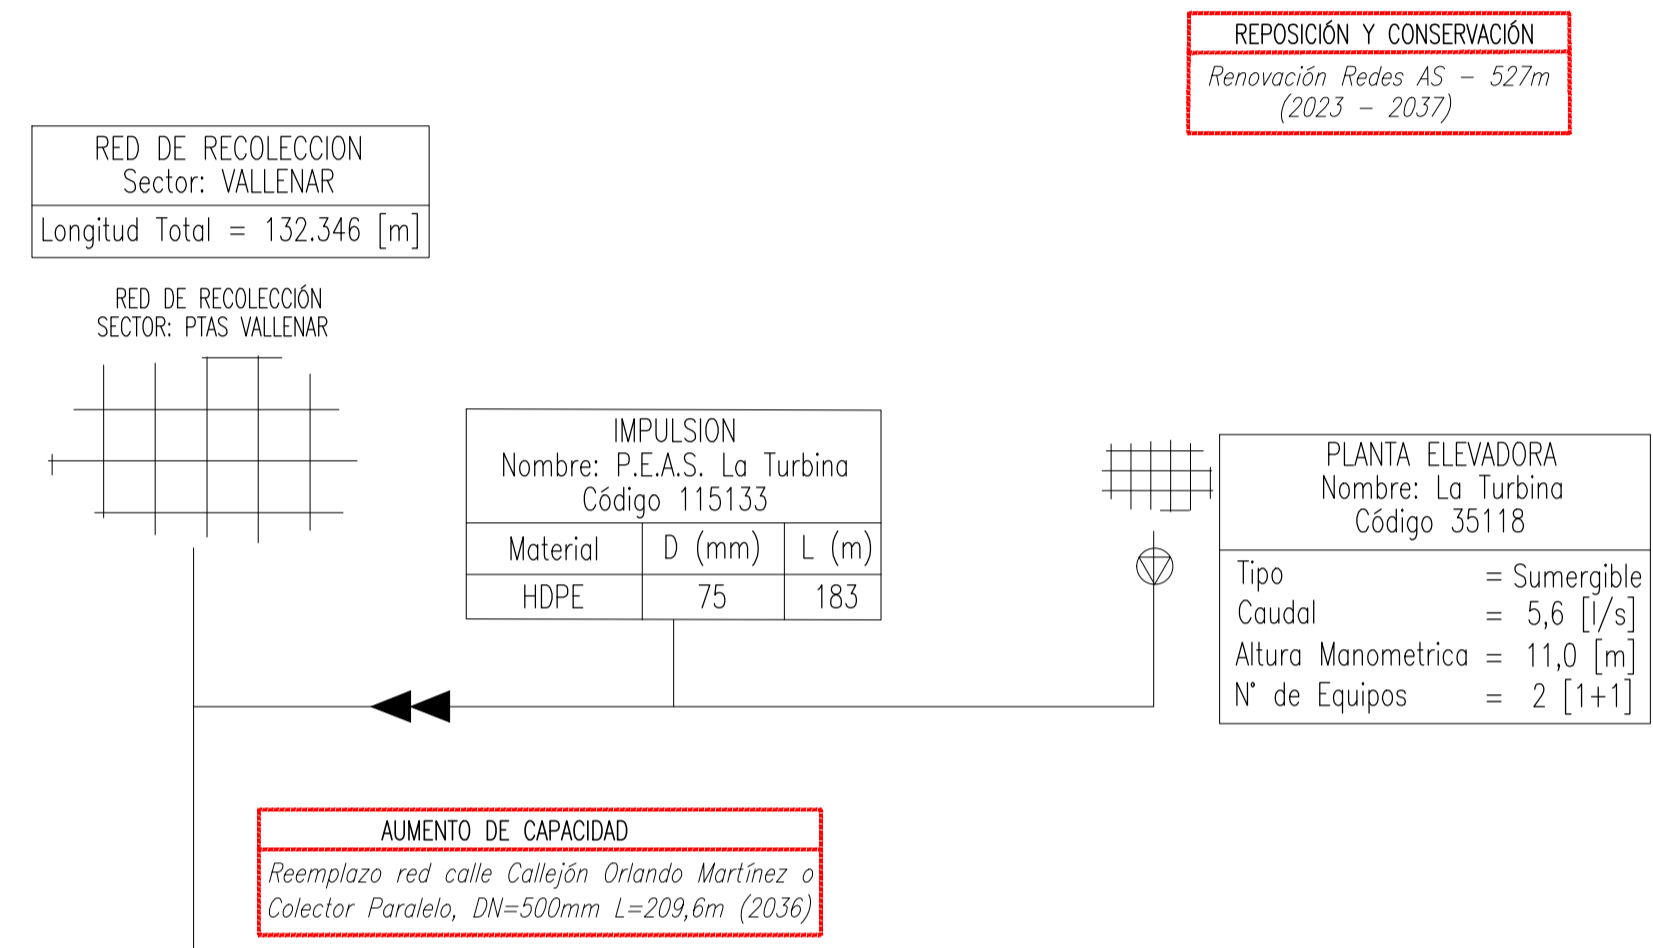 REPOSICIÓN Y CONSERVACIÓN
Renovación Redes AS - 527m
(2023 - 2037)
RED DE RECOLECCION
Sector: VALLENAR
Longitud Total = 132.346 [m]
RED DE RECOLECCIÓN
SECTOR: PTAS VALLENAR
IMPULSION
Nombre: P.E.A.S. La Turbina
Código 115133
Material D (mm) L (m)
HDPE 75 183
PLANTA ELEVADORA
Nombre: La Turbina
Código 35118
Tipo = Sumergible
Caudal = 5,6 [l/s]
Altura Manometrica = 11,0 [m]
N° de Equipos = 2 [1+1]
AUMENTO DE CAPACIDAD
Reemplazo red calle Callejón Orlando Martínez o
Colector Paralelo, DN=500mm L=209,6m (2036)